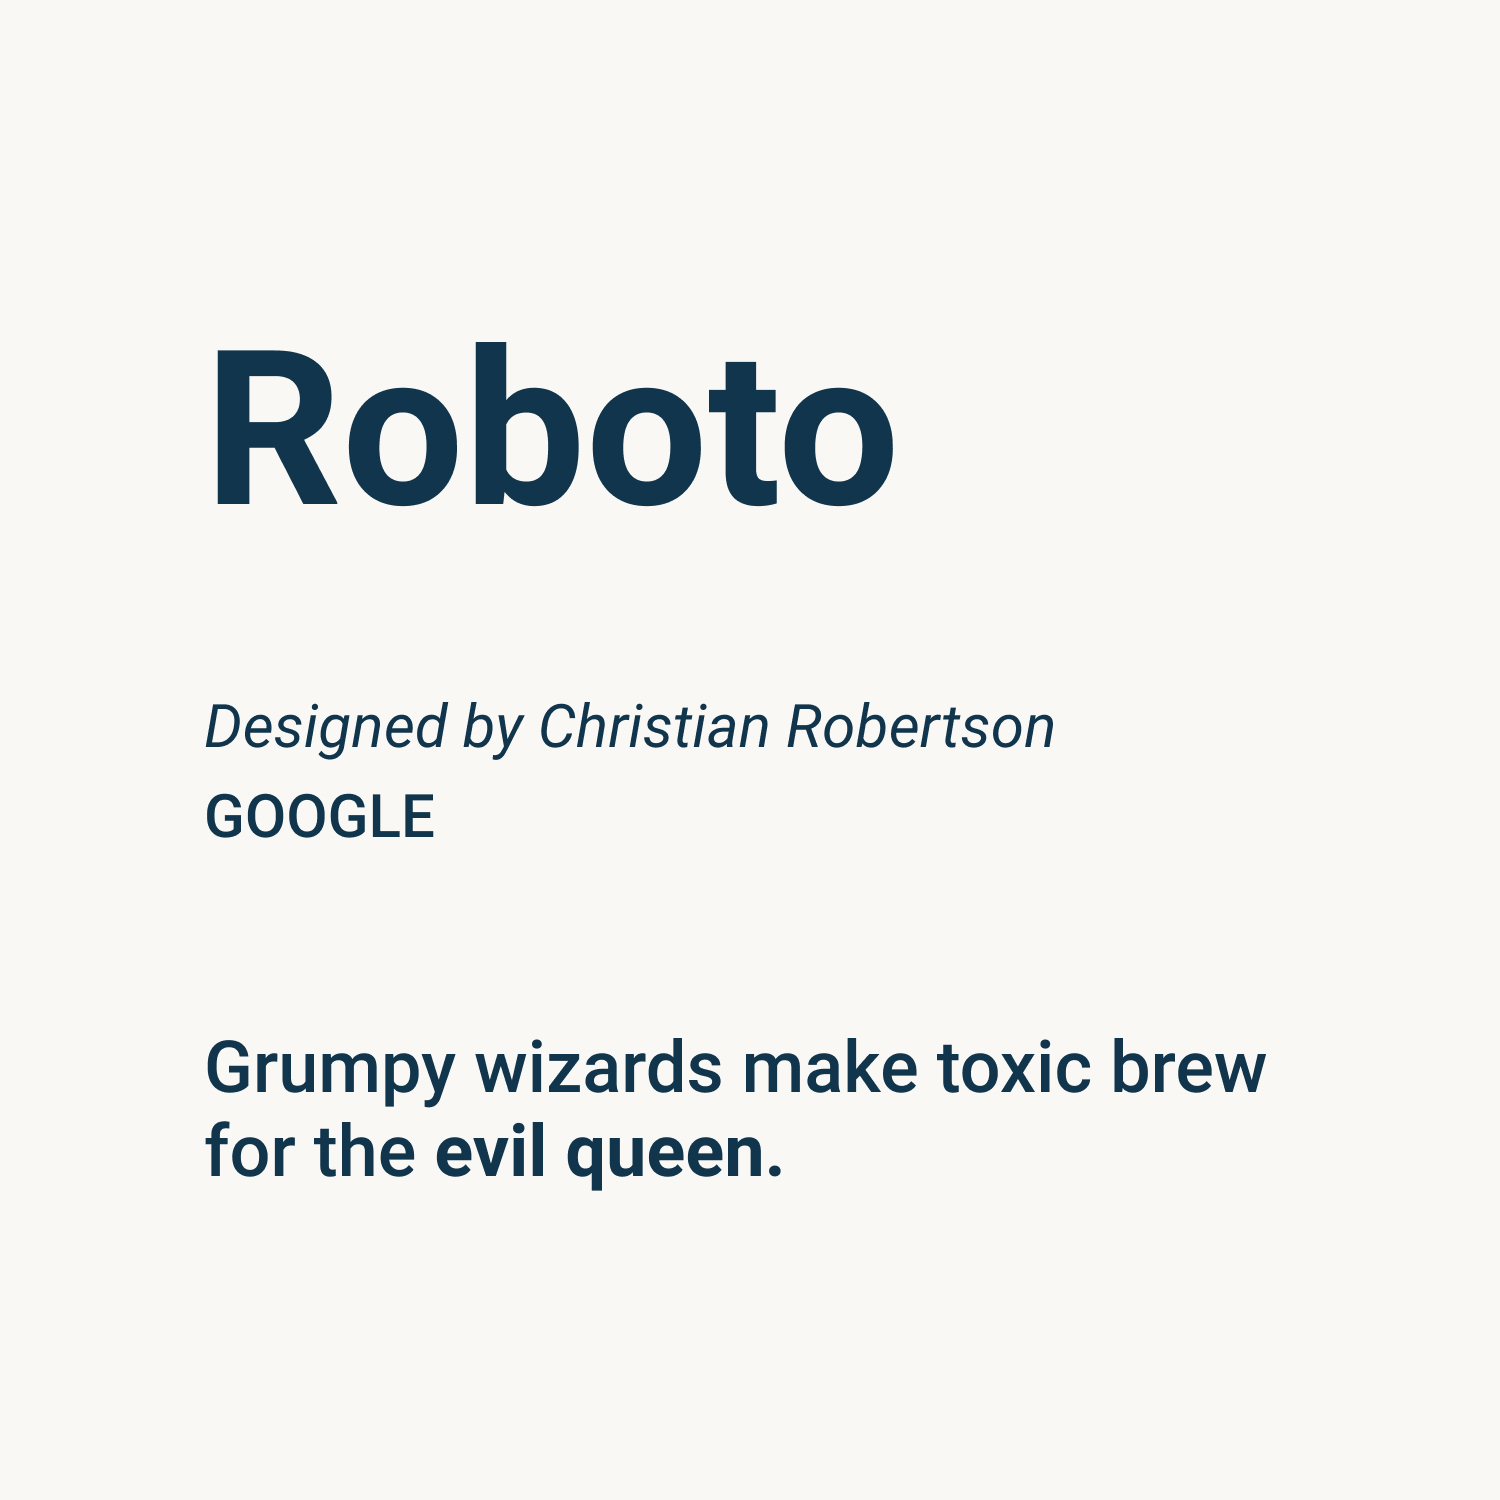 Roboto
Designed by Christian Robertson
GOOGLE
Grumpy wizards make toxic brew
for the evil queen.